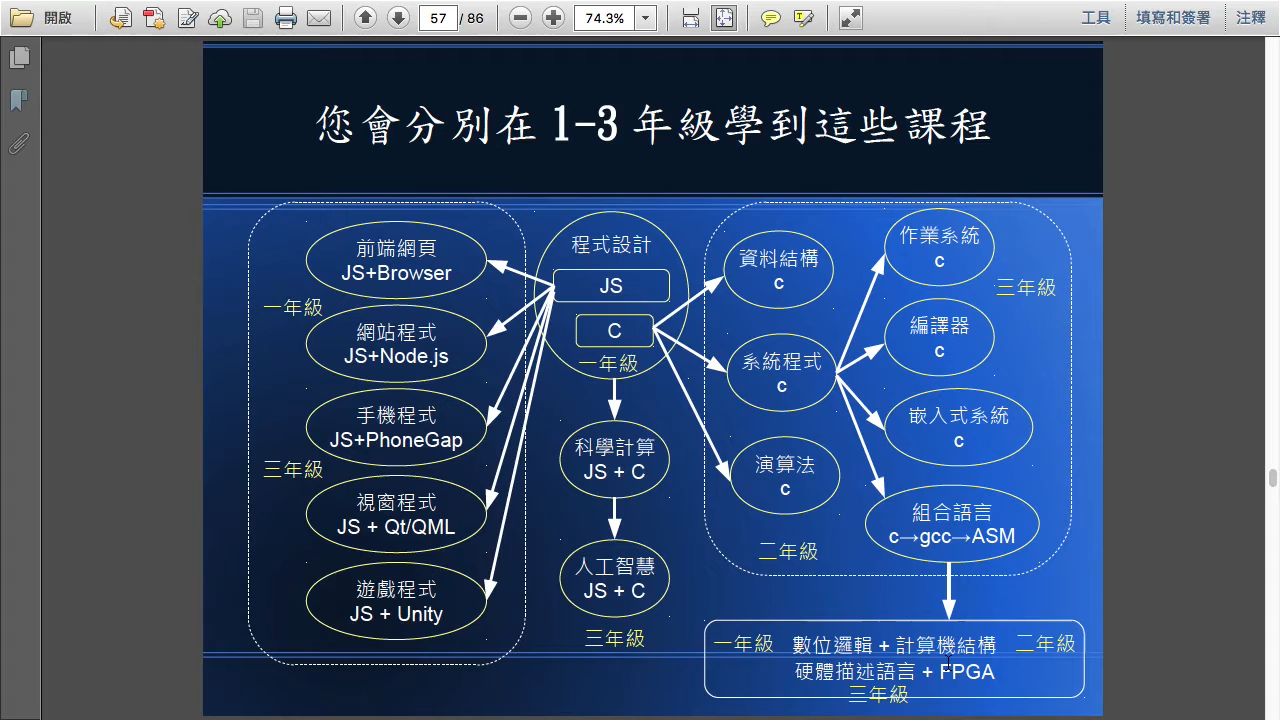 開啟
57
/ 86
74.3%
工具
填寫和簽署
注釋
您會分別在 1-3 年級學到這些課程
前端網頁
JS+Browser
一年級
網站程式
JS+Node.js
手機程式
JS+PhoneGap
三年級
視窗程式
JS + Qt/QML
遊戲程式
JS + Unity
程式設計
JS
C
一年級
科學計算
JS + C
人工智慧
JS + C
三年級
資料結構
c
系統程式
c
演算法
c
二年級
作業系統
c
三年級
編譯器
c
嵌入式系統
c
組合語言
c→gcc→ASM
一年級 數位邏輯 + 計算機結構 二年級
硬體描述語言 + FPGA
三年級